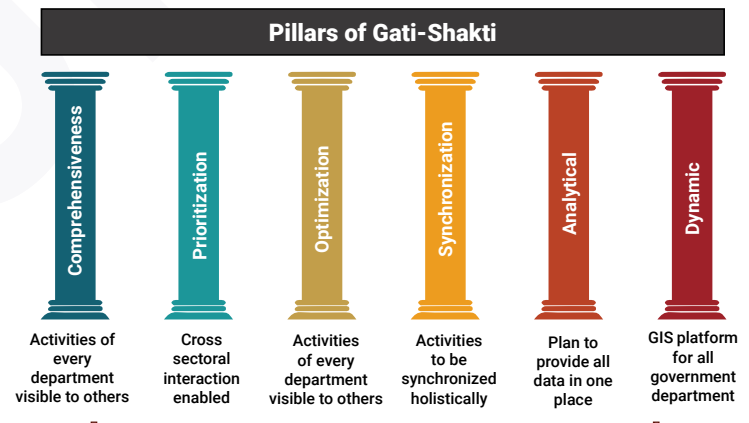 Pillars of Gati-Shakti
Comprehensiveness
Prioritization
Optimization
Synchronization
Analytical
Dynamic
Activities of
every
department
visible to others
Cross
sectoral
interaction
enabled
Activities
of every
department
visible to others
Activities
to be
synchronized
holistically
Plan to
provide all
data in one
place
GIS platform
for all
government
department